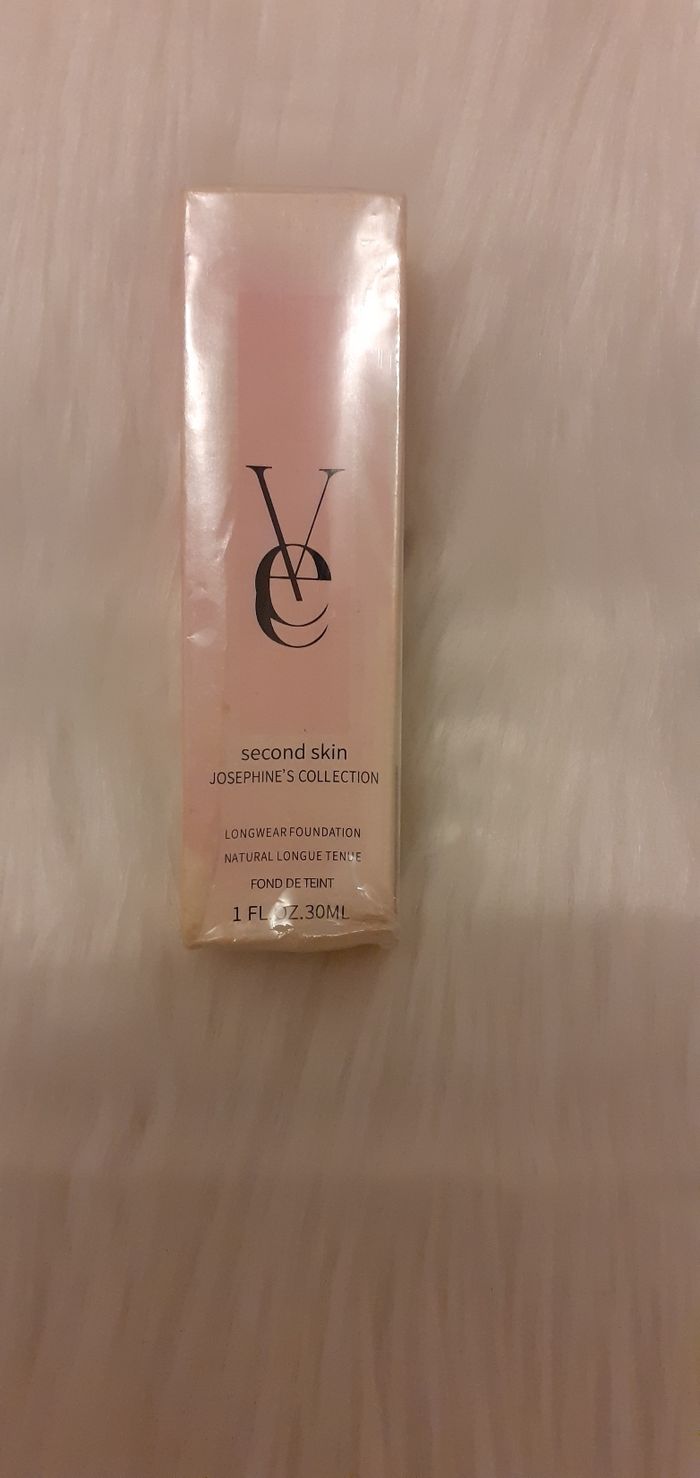 Ve
second skin
JOSEPHINE'S COLLECTION
LONGWEAR FOUNDATION
NATURAL LONGUE TENUE
FOND DE TEINT
1 FL.OZ.30ML